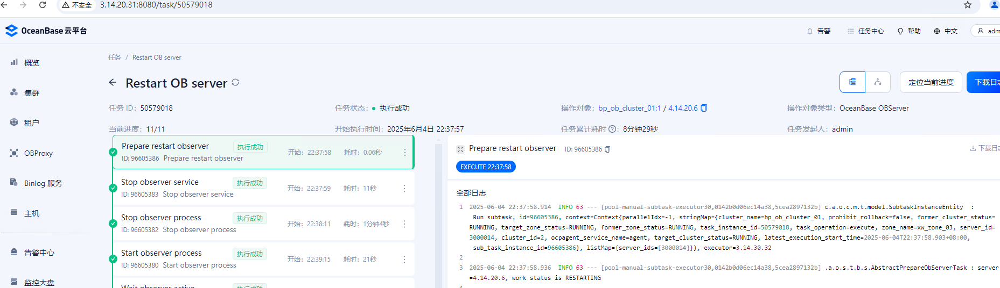 不安全 3.14.20.31:8080/task/50579018
OceanBase 云平台
告警 任务中心 帮助 中文 adm
概览
集群
租户
OBProxy
Binlog 服务
主机
告警中心
监控大盘
任务 / Restart OB server
Restart OB server
定位当前进度 下载日志
任务 ID: 50579018 任务状态: 执行成功 操作对象: bp_ob_cluster_01:1 / 4.14.20.6 操作对象类型: OceanBase OBServer
当前进度: 11/11 开始执行时间: 2025年6月4日 22:37:57 任务累计耗时 ?: 8分钟29秒 任务发起人: admin
Prepare restart observer 执行成功
ID: 96605386 Prepare restart observer 开始: 22:37:58 耗时: 0.06秒
Stop observer service 执行成功
ID: 96605383 Stop observer service 开始: 22:37:59 耗时: 11秒
Stop observer process 执行成功
ID: 96605382 Stop observer process 开始: 22:38:11 耗时: 1分钟4秒
Start observer process 执行成功
ID: 96605380 Start observer process 开始: 22:39:15 耗时: 21秒
Wait observer active 执行成功
Prepare restart observer ID: 96605386 下载日志
EXECUTE 22:37:58
全部日志
1 2025-06-04 22:37:58.914 INFO 63 --- [pool-manual-subtask-executor30,0142b0d06ec14a38,5cea2897132b] c.a.o.c.m.t.model.SubtaskInstanceEntity :
Run subtask, id=96605386, context=Context{parallelIdx=-1, stringMap={cluster_name=bp_ob_cluster_01, prohibit_rollback=false, former_cluster_status=
RUNNING, target_zone_status=RUNNING, former_zone_status=RUNNING, task_instance_id=50579018, task_operation=execute, zone_name=xw_zone_03, server_id=
3000014, cluster_id=2, ocpagent_service_name=agent, target_cluster_status=RUNNING, latest_execution_start_time=2025-06-04T22:37:58.903+08:00,
sub_task_instance_id=96605386}, listMap={server_ids=[3000014]}}, executor=3.14.30.32
2
3 2025-06-04 22:37:58.936 INFO 63 --- [pool-manual-subtask-executor30,0142b0d06ec14a38,5cea2897132b] .a.o.s.t.b.s.AbstractPrepareObServerTask : server
=4.14.20.6, work status is RESTARTING